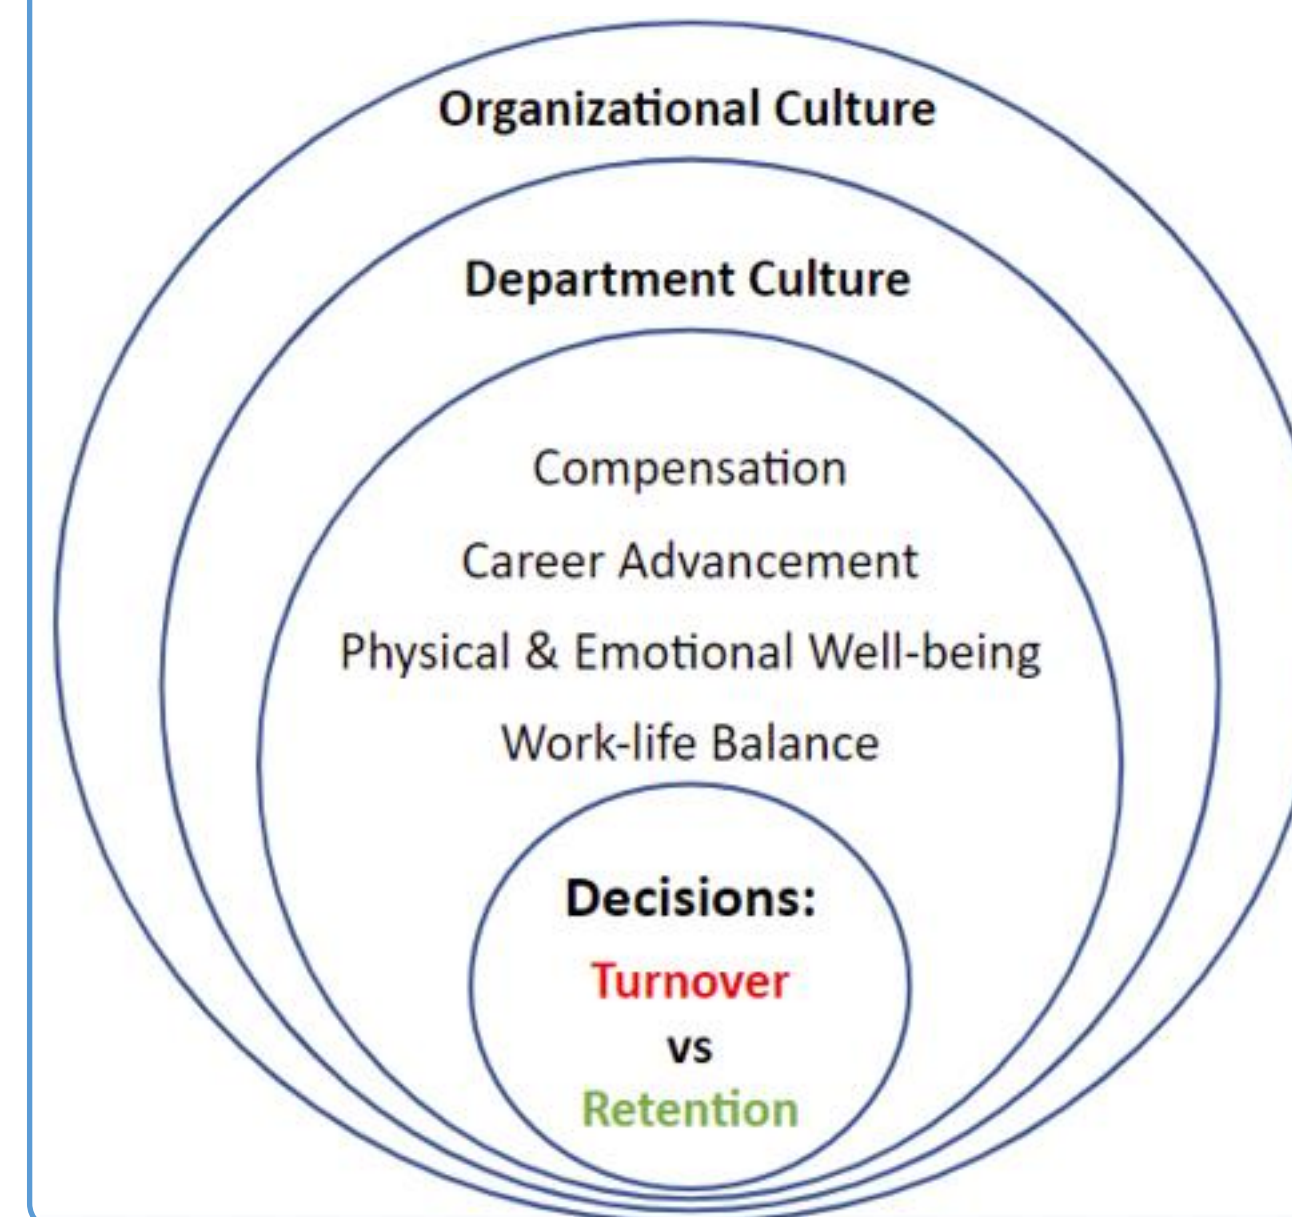 Organizational Culture
Department Culture
Compensation
Career Advancement
Physical & Emotional Well-being
Work-life Balance
Decisions:
Turnover
vs
Retention